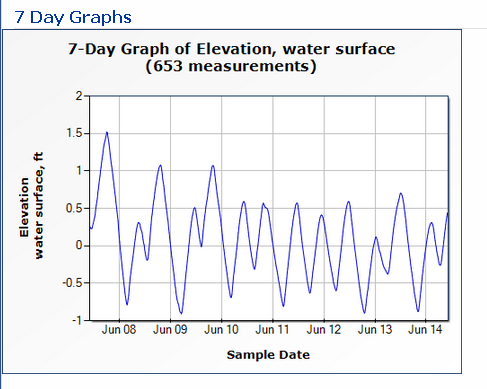 7 Day Graphs
7-Day Graph of Elevation, water surface
(653 measurements)
Elevation
water surface, ft
2
1.5
1
0.5
0
-0.5
-1
Jun 08 Jun 09 Jun 10 Jun 11 Jun 12 Jun 13 Jun 14
Sample Date